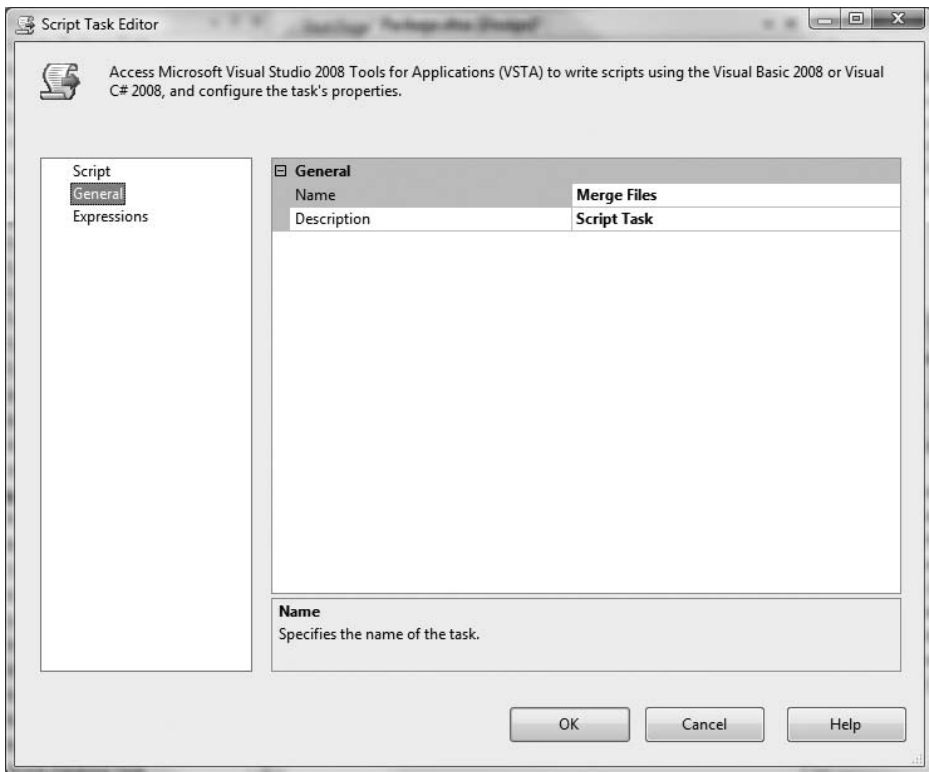 Script Task Editor
Access Microsoft Visual Studio 2008 Tools for Applications (VSTA) to write scripts using the Visual Basic 2008 or Visual
C# 2008, and configure the task's properties.
Script
General
Expressions
General
Name Merge Files
Description Script Task
Name
Specifies the name of the task.
OK Cancel Help